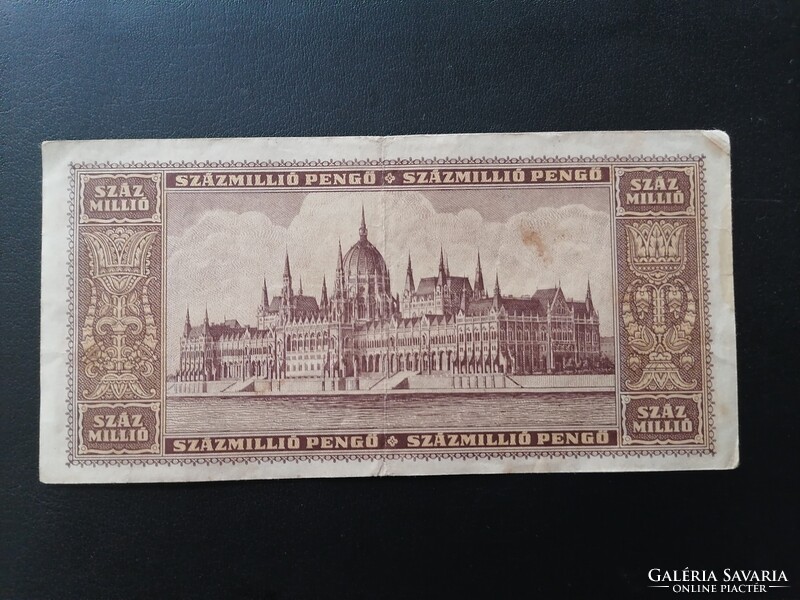 SZÁZMILLIÓ PENGŐ ✦ SZÁZMILLIÓ PENGŐ
SZÁZ
MILLIÓ
SZÁZ
MILLIÓ
SZÁZ
MILLIÓ
SZÁZ
MILLIÓ
SZÁZMILLIÓ PENGŐ ✦ SZÁZMILLIÓ PENGŐ
GALÉRIA SAVARIA
ONLINE PIACTÉR